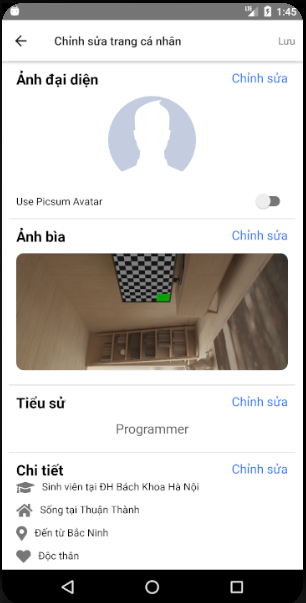 LTE 1:45
Chỉnh sửa trang cá nhân Lưu
Ảnh đại diện Chỉnh sửa
Use Picsum Avatar
Ảnh bìa Chỉnh sửa
Tiểu sử Chỉnh sửa
Programmer
Chi tiết Chỉnh sửa
Sinh viên tại ĐH Bách Khoa Hà Nội
Sống tại Thuận Thành
Đến từ Bắc Ninh
Độc thân